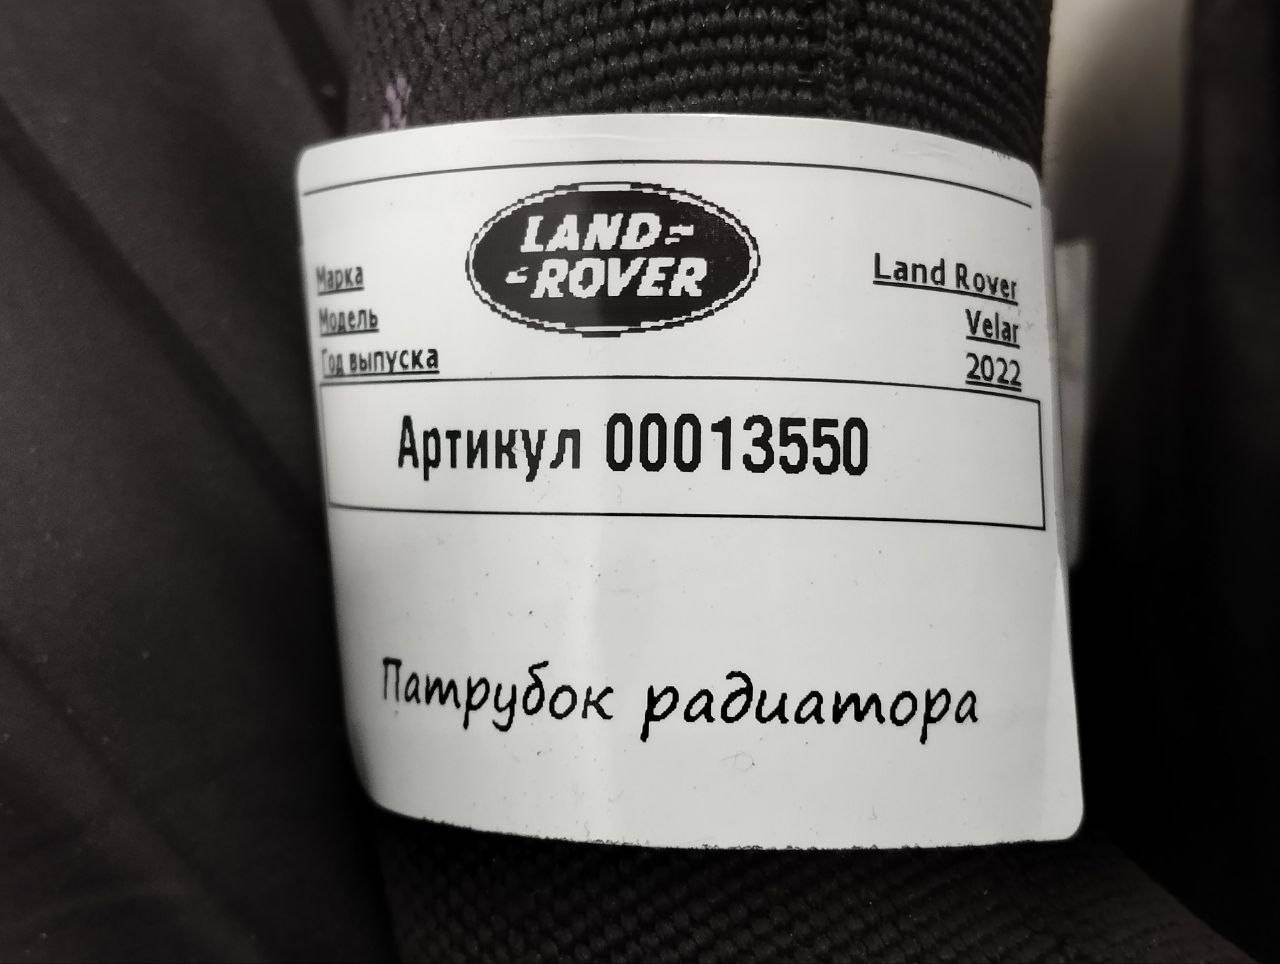 LAND-
-ROVER
Марка Land Rover
Модель Velar
Год выпуска 2022
Артикул 00013550
Патрубок радиатора